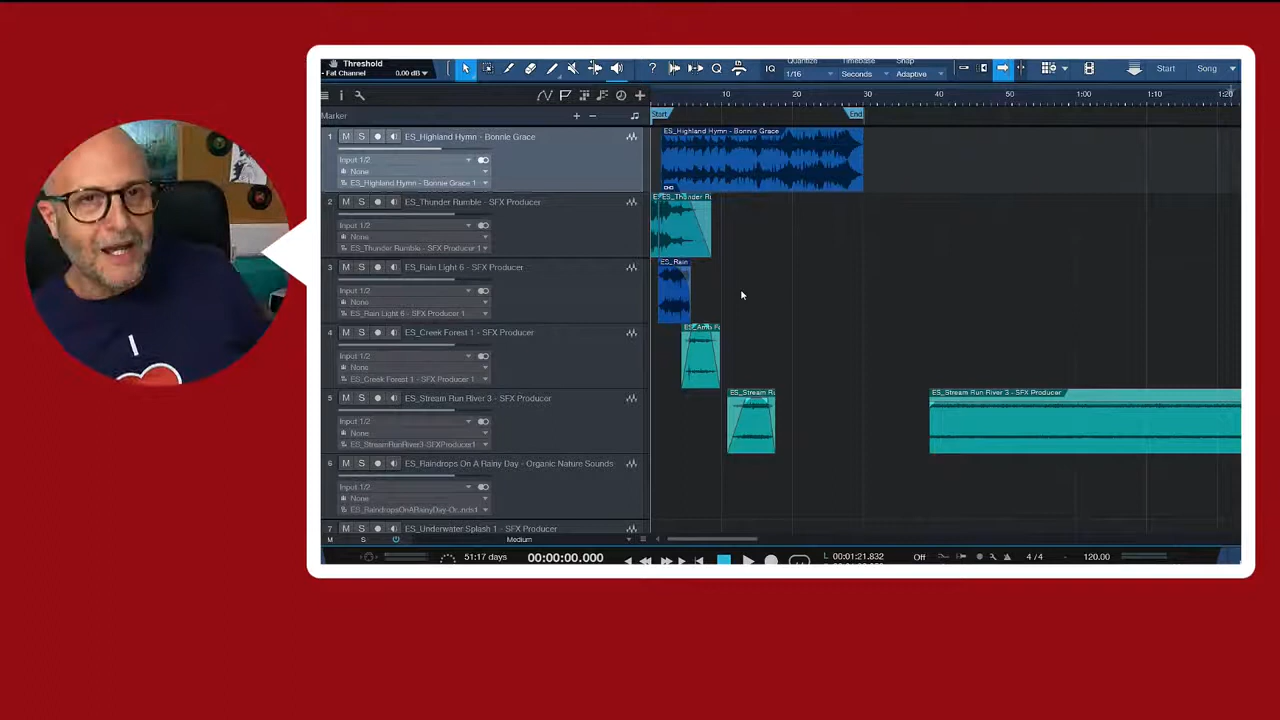 Threshold
- Fat Channel 0.00 dB
Quantize Timebase Snap
IQ 1/16 Seconds Adaptive Start Song
Marker
:10 :20 :30 :40 :50 1:00 1:10 1:20
Start End
1 M S ES_Highland Hymn - Bonnie Grace
Input 1/2
None
ES_Highland Hymn - Bonnie Grace 1
ES_Highland Hymn - Bonnie Grace
2 M S ES_Thunder Rumble - SFX Producer
Input 1/2
None
ES_Thunder Rumble - SFX Producer 1
ES_Thunder R
3 M S ES_Rain Light 6 - SFX Producer
Input 1/2
None
ES_Rain Light 6 - SFX Producer 1
ES_Rain
4 M S ES_Creek Forest 1 - SFX Producer
Input 1/2
None
ES_Creek Forest 1 - SFX Producer 1
5 M S ES_Stream Run River 3 - SFX Producer
Input 1/2
None
ES_StreamRunRiver3-SFXProducer1
ES_Stream R
ES_Stream Run River 3 - SFX Producer
6 M S ES_Raindrops On A Rainy Day - Organic Nature Sounds
Input 1/2
None
ES_RaindropsOnARainyDay-Or...nds1
7 M S ES_Underwater Splash 1 - SFX Producer
M S Medium
51:17 days 00:00:00.000 L 00:01:21.832 Off 4/4 - 120.00
I